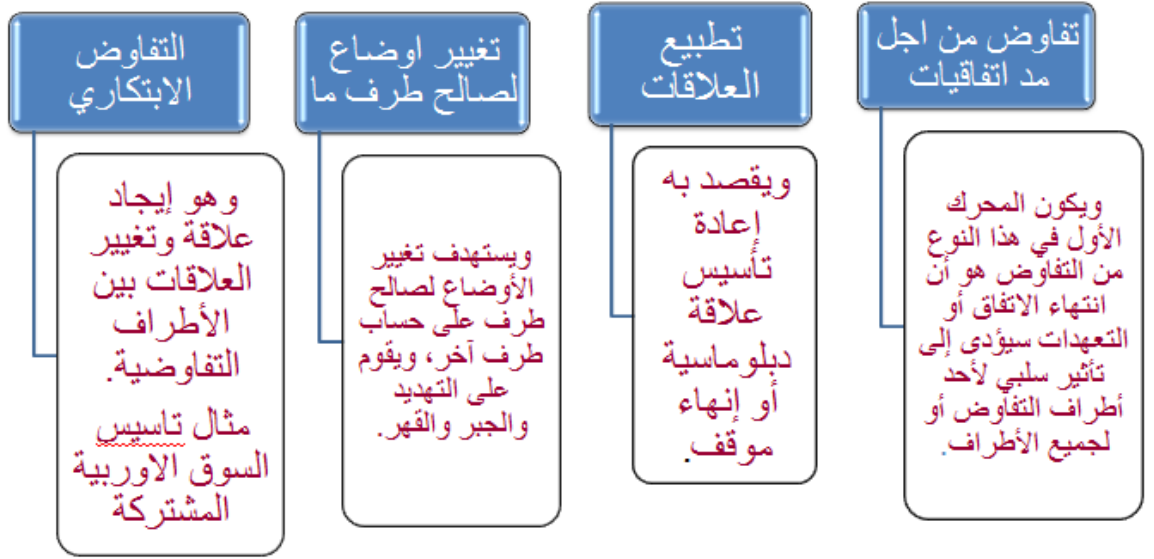 تفاوض من اجل
مد اتفاقيات
ويكون المحرك
الأول في هذا النوع
من التفاوض هو أن
انتهاء الاتفاق أو
التعهدات سيؤدى إلى
تأثير سلبي لأحد
أطراف التفاوض أو
لجميع الأطراف.
تطبيع
العلاقات
ويقصد به
إعادة
تأسيس
علاقة
دبلوماسية
أو إنهاء
موقف.
تغيير اوضاع
لصالح طرف ما
ويستهدف تغيير
الأوضاع لصالح
طرف على حساب
طرف آخر، ويقوم
على التهديد
والجبر والقهر.
التفاوض
الابتكاري
وهو إيجاد
علاقة وتغيير
العلاقات بين
الأطراف
التفاوضية.
مثال تاسيس
السوق الاوربية
المشتركة